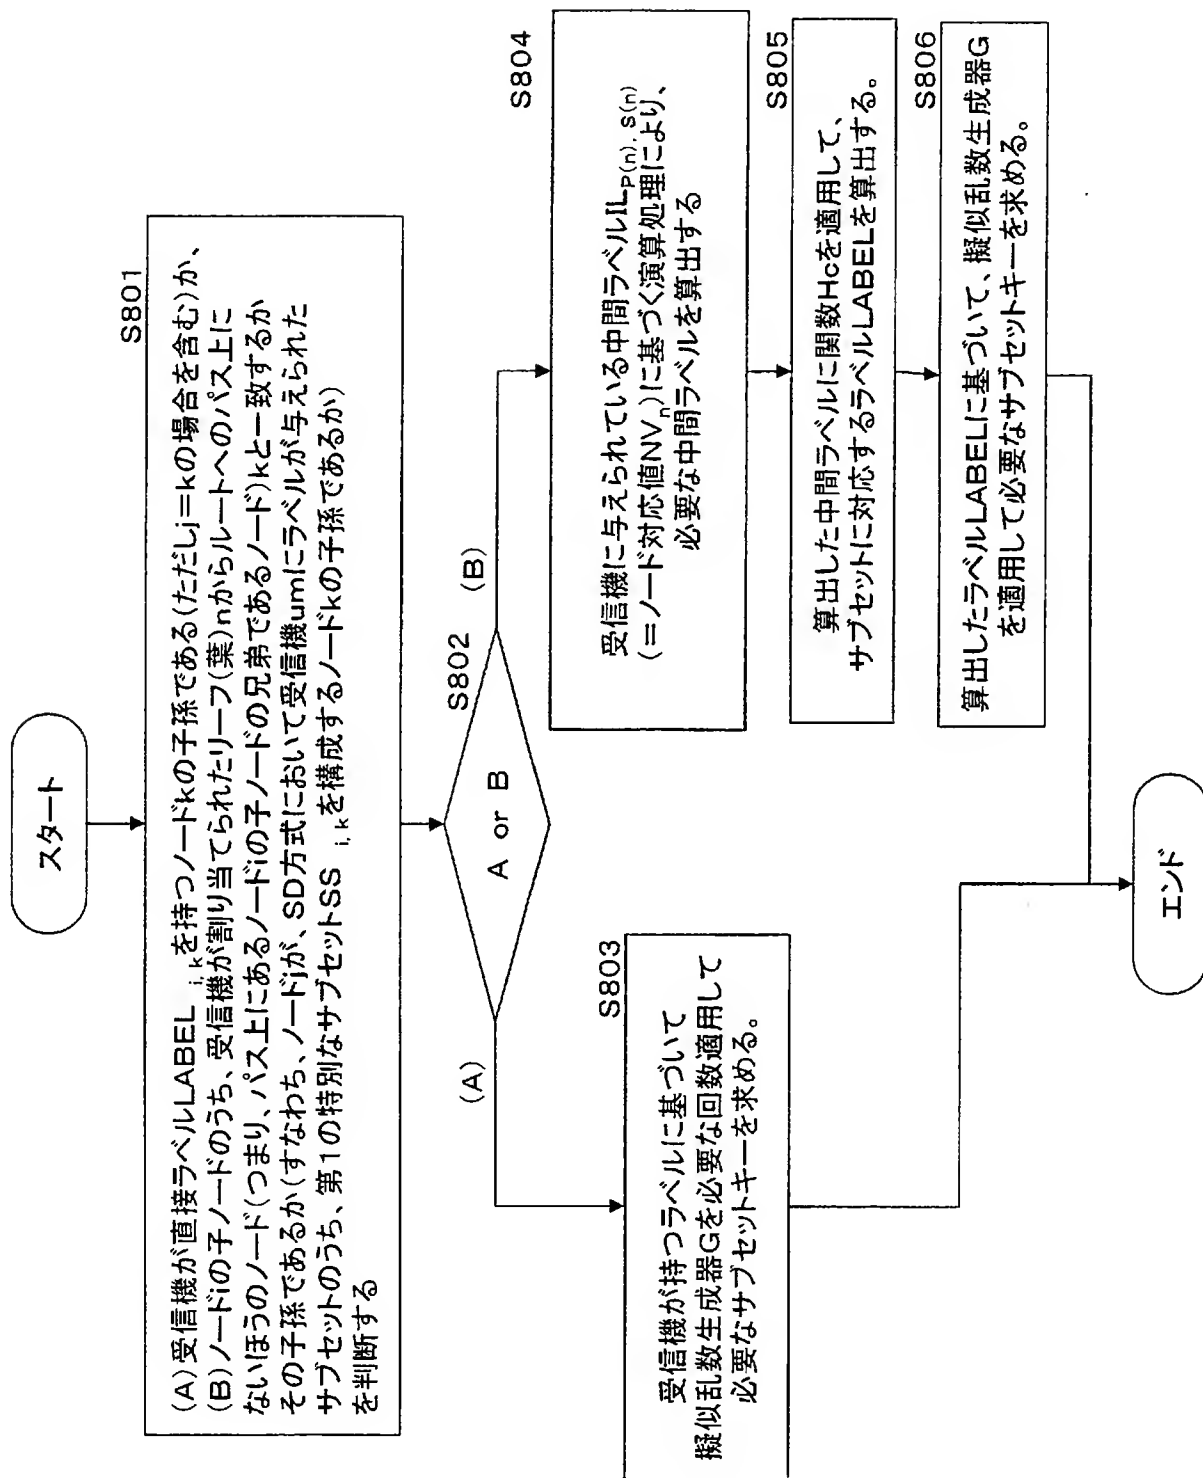 スタート
S801
(A)受信機が直接ラベルLABEL i,kを持つノードkの子孫である(ただしj=kの場合を含む)か、
(B)ノードiの子ノードのうち、受信機が割り当てられたリーフ(葉)nからルートへのパス上に
ないほうのノード(つまり、パス上にあるノードiの子ノードの兄弟であるノード)kと一致するか
その子孫であるか(すなわち、ノードjが、SD方式において受信機umにラベルが与えられた
サブセットのうち、第1の特別なサブセットSS i,kを構成するノードkの子孫であるか)
を判断する
S802
A or B
(A)
(B)
S803
受信機が持つラベルに基づいて
擬似乱数生成器Gを必要な回数適用して
必要なサブセットキーを求める。
S804
受信機に与えられている中間ラベルILP(n),S(n)
(=ノード対応値NVn)に基づく演算処理により、
必要な中間ラベルを算出する
S805
算出した中間ラベルに関数Hcを適用して、
サブセットに対応するラベルLABELを算出する。
S806
算出したラベルLABELに基づいて、擬似乱数生成器G
を適用して必要なサブセットキーを求める。
エンド